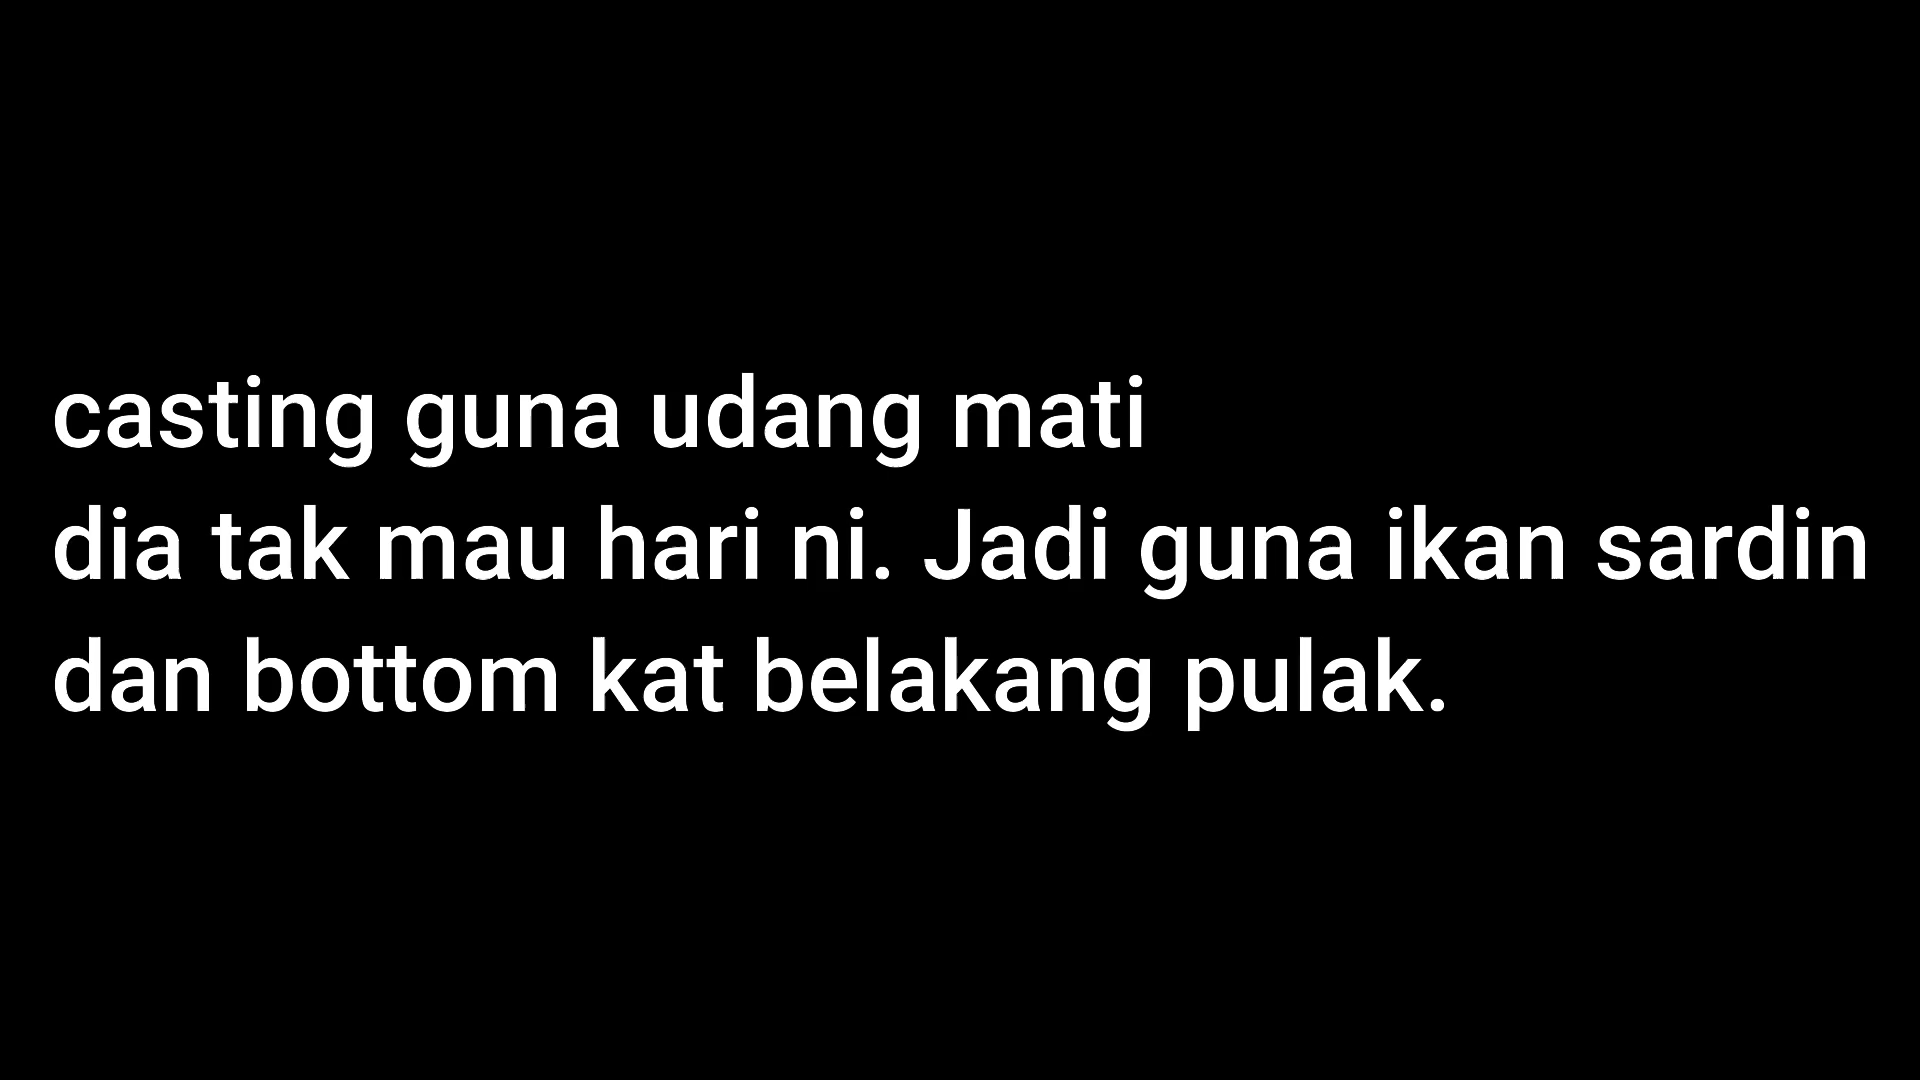 casting guna udang mati
dia tak mau hari ni. Jadi guna ikan sardin
dan bottom kat belakang pulak.